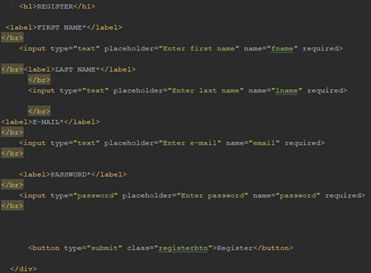 <h1>REGISTER</h1>
<label>FIRST NAME*</label>
</br>
<input type="text" placeholder="Enter first name" name="fname" required>
</br><label>LAST NAME*</label>
</br>
<input type="text" placeholder="Enter last name" name="lname" required>
</br>
<label>E-MAIL*</label>
</br>
<input type="text" placeholder="Enter e-mail" name="email" required>
</br>
<label>PASSWORD*</label>
</br>
<input type="password" placeholder="Enter password" name="password" required>
</br>
<button type="submit" class="registerbtn">Register</button>
</div>